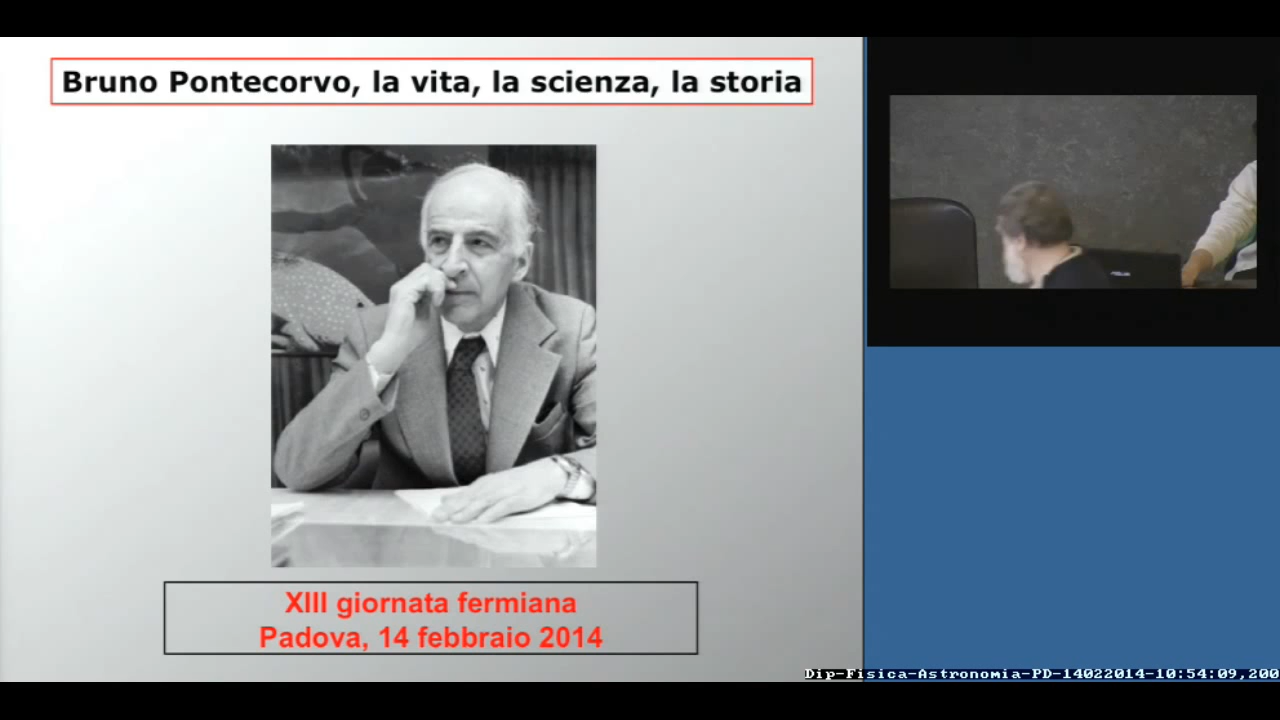 Bruno Pontecorvo, la vita, la scienza, la storia
XIII giornata fermiana
Padova, 14 febbraio 2014
Dip-Fisica-Astronomia-PD-14022014-10:54:09,200